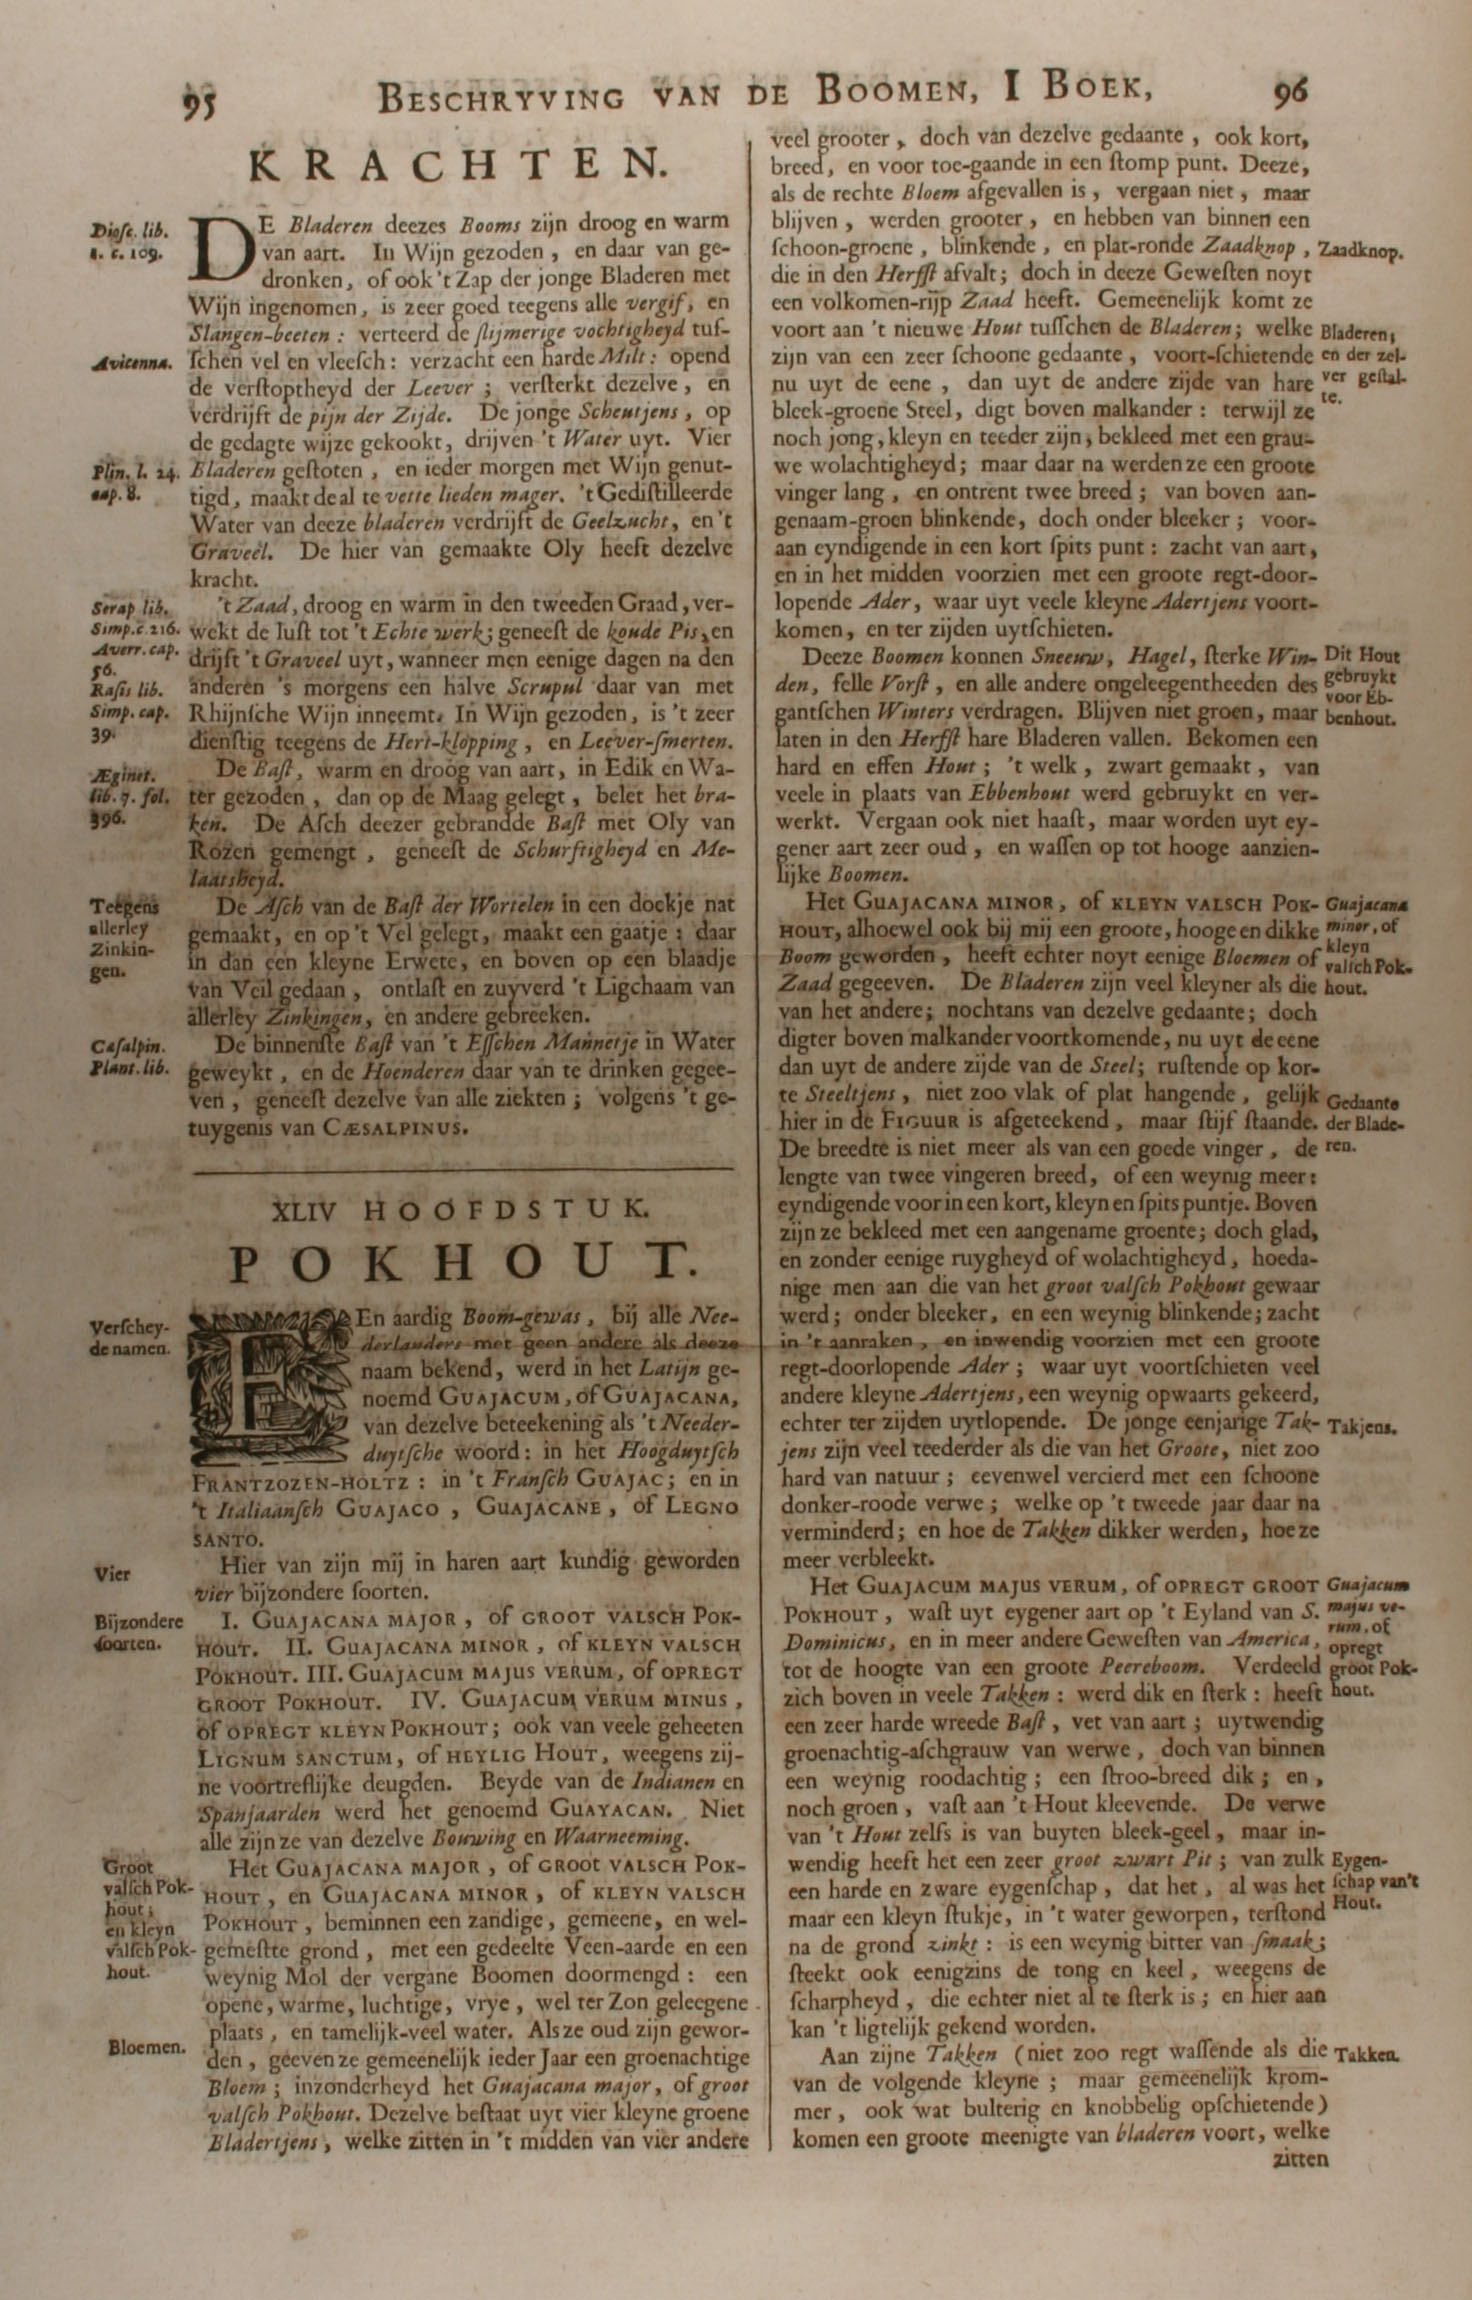 95 BESCHRYVING VAN DE BOOMEN, I BOEK, 96
KRACHTEN.
DE Bladeren deezes Booms zijn droog en warm
van aart. In Wijn gezoden, en daar van ge-
dronken, of ook 't Zap der jonge Bladeren met
Wijn ingenomen, is zeer goed teegens alle vergif, en
Slangen-beeten: verteerd de slijmerige vochtigheyd tuſ-
ſchen vel en vleeſch: verzacht een harde Milt: opend
de verſtoptheyd der Leever; verſterkt dezelve, en
verdrijft de pijn der Zijde. De jonge Scheutjens, op
de gedagte wijze gekookt, drijven 't Water uyt. Vier
Bladeren geſtoten, en ieder morgen met Wijn genut-
tigd, maakt de al te vette lieden mager. 't Gediſtilleerde
Water van deeze bladeren verdrijft de Geelzucht, en 't
Graveel. De hier van gemaakte Oly heeft dezelve
kracht.
't Zaad, droog en warm in den tweeden Graad, ver-
wekt de luſt tot 't Echte werk; geneeſt de koude Pis, en
drijft 't Graveel uyt, wanneer men eenige dagen na den
anderen 's morgens een halve Scrupul daar van met
Rhijnſche Wijn inneemt. In Wijn gezoden, is 't zeer
dienſtig teegens de Hert-klopping, en Leever-ſmerten.
De Baſt, warm en droog van aart, in Edik en Wa-
ter gezoden, dan op de Maag gelegt, belet het bra-
ken. De Aſch deezer gebrandde Baſt met Oly van
Rozen gemengt, geneeſt de Schurftigheyd en Me-
laatsheyd.
De Aſch van de Baſt der Wortelen in een doekje nat
gemaakt, en op 't Vel gelegt, maakt een gaatje: daar
in dan een kleyne Erwete, en boven op een blaadje
van Veil gedaan, ontlaſt en zuyverd 't Ligchaam van
allerley Zinkingen, en andere gebreeken.
De binnenſte Baſt van 't Eſſchen Mannetje in Water
geweykt, en de Hoenderen daar van te drinken gegee-
ven, geneeſt dezelve van alle ziekten; volgens 't ge-
tuygenis van CÆSALPINUS.
Dioſc. lib.
1. c. 109.
Avicenna.
Plin. l. 24.
cap. 8.
Serap lib.
Simp. c. 216.
Averr. cap.
56.
Raſis lib.
Simp. cap.
39.
Æginet.
lib. 7. fol.
396.
Teegens
allerley
Zinkin-
gen.
Cæſalpin.
Plant. lib.
XLIV HOOFDSTUK.
POKHOUT.
EEn aardig Boom-gewas, bij alle Nee-
derlanders met geen andere als deeze
naam bekend, werd in het Latijn ge-
noemd GUAJACUM, of GUAJACANA,
van dezelve beteekening als 't Needer-
duytſche woord: in het Hoogduytſch
FRANTZOZEN-HOLTZ: in 't Franſch GUAJAC; en in
't Italiaanſch GUAJACO, GUAJACANE, of LEGNO
SANTO.
Hier van zijn mij in haren aart kundig geworden
vier bijzondere ſoorten.
I. GUAJACANA MAJOR, of GROOT VALSCH POK-
HOUT. II. GUAJACANA MINOR, of KLEYN VALSCH
POKHOUT. III. GUAJACUM MAJUS VERUM, of OPREGT
GROOT POKHOUT. IV. GUAJACUM VERUM MINUS,
of OPREGT KLEYN POKHOUT; ook van veele geheeten
LIGNUM SANCTUM, of HEYLIG HOUT, weegens zij-
ne voortreflijke deugden. Beyde van de Indianen en
Spanjaarden werd het genoemd GUAYACAN. Niet
alle zijn ze van dezelve Bouwing en Waarneeming.
Het GUAJACANA MAJOR, of GROOT VALSCH POK-
HOUT, en GUAJACANA MINOR, of KLEYN VALSCH
POKHOUT, beminnen een zandige, gemeene, en wel-
gemeſtte grond, met een gedeelte Veen-aarde en een
weynig Mol der vergane Boomen doormengd: een
opene, warme, luchtige, vrye, wel ter Zon geleegene
plaats, en tamelijk-veel water. Als ze oud zijn gewor-
den, geeven ze gemeenelijk ieder Jaar een groenachtige
Bloem; inzonderheyd het Guajacana major, of groot
valſch Pokhout. Dezelve beſtaat uyt vier kleyne groene
Bladertjens, welke zitten in 't midden van vier andere
Verſchey-
de namen.
Vier
Bijzondere
ſoorten.
Groot
valſch Pok-
hout;
en kleyn
valſch Pok-
hout.
Bloemen.
veel grooter, doch van dezelve gedaante, ook kort,
breed, en voor toe-gaande in een ſtomp punt. Deeze,
als de rechte Bloem afgevallen is, vergaan niet, maar
blijven, werden grooter, en hebben van binnen een
ſchoon-groene, blinkende, en plat-ronde Zaadknop,
die in den Herfſt afvalt; doch in deeze Geweſten noyt
een volkomen-rijp Zaad heeft. Gemeenelijk komt ze
voort aan 't nieuwe Hout tuſſchen de Bladeren; welke
zijn van een zeer ſchoone gedaante, voort-ſchietende
nu uyt de eene, dan uyt de andere zijde van hare
bleek-groene Steel, digt boven malkander: terwijl ze
noch jong, kleyn en teeder zijn, bekleed met een grau-
we wolachtigheyd; maar daar na werden ze een groote
vinger lang, en ontrent twee breed; van boven aan-
genaam-groen blinkende, doch onder bleeker; voor-
aan eyndigende in een kort ſpits punt: zacht van aart,
en in het midden voorzien met een groote regt-door-
lopende Ader, waar uyt veele kleyne Adertjens voort-
komen, en ter zijden uytſchieten.
Deeze Boomen konnen Sneeuw, Hagel, ſterke Win-
den, felle Vorſt, en alle andere ongeleegentheeden des
gantſchen Winters verdragen. Blijven niet groen, maar
laten in den Herfſt hare Bladeren vallen. Bekomen een
hard en effen Hout; 't welk, zwart gemaakt, van
veele in plaats van Ebbenhout werd gebruykt en ver-
werkt. Vergaan ook niet haaſt, maar worden uyt ey-
gener aart zeer oud, en waſſen op tot hooge aanzien-
lijke Boomen.
Het GUAJACANA MINOR, of KLEYN VALSCH POK-
HOUT, alhoewel ook bij mij een groote, hooge en dikke
Boom geworden, heeft echter noyt eenige Bloemen of
Zaad gegeeven. De Bladeren zijn veel kleyner als die
van het andere; nochtans van dezelve gedaante; doch
digter boven malkander voortkomende, nu uyt de eene
dan uyt de andere zijde van de Steel; ruſtende op kor-
te Steeltjens, niet zoo vlak of plat hangende, gelijk
hier in de FIGUUR is afgeteekend, maar ſtijf ſtaande.
De breedte is niet meer als van een goede vinger, de
lengte van twee vingeren breed, of een weynig meer:
eyndigende voor in een kort, kleyn en ſpits puntje. Boven
zijn ze bekleed met een aangename groente; doch glad,
en zonder eenige ruygheyd of wolachtigheyd, hoeda-
nige men aan die van het groot valſch Pokhout gewaar
werd; onder bleeker, en een weynig blinkende; zacht
in 't aanraken, en inwendig voorzien met een groote
regt-doorlopende Ader; waar uyt voortſchieten veel
andere kleyne Adertjens, een weynig opwaarts gekeerd,
echter ter zijden uytlopende. De jonge eenjarige Tak-
jens zijn veel teederder als die van het Groote, niet zoo
hard van natuur; eevenwel vercierd met een ſchoone
donker-roode verwe; welke op 't tweede jaar daar na
verminderd; en hoe de Takken dikker werden, hoe ze
meer verbleekt.
Het GUAJACUM MAJUS VERUM, of OPREGT GROOT
POKHOUT, waſt uyt eygener aart op 't Eyland van S.
Dominicus, en in meer andere Geweſten van America,
tot de hoogte van een groote Peereboom. Verdeeld
zich boven in veele Takken: werd dik en ſterk: heeft
een zeer harde wreede Baſt, vet van aart; uytwendig
groenachtig-aſchgrauw van werwe, doch van binnen
een weynig roodachtig; een ſtroo-breed dik; en,
noch groen, vaſt aan 't Hout kleevende. De verwe
van 't Hout zelfs is van buyten bleek-geel, maar in-
wendig heeft het een zeer groot zwart Pit; van zulk
een harde en zware eygenſchap, dat het, al was het
maar een kleyn ſtukje, in 't water geworpen, terſtond
na de grond zinkt: is een weynig bitter van ſmaak;
ſteekt ook eenigzins de tong en keel, weegens de
ſcharpheyd, die echter niet al te ſterk is; en hier aan
kan 't ligtelijk gekend worden.
Aan zijne Takken (niet zoo regt waſſende als die
van de volgende kleyne; maar gemeenelijk krom-
mer, ook wat bulterig en knobbelig opſchietende)
komen een groote meenigte van bladeren voort, welke
zitten
Zaadknop.
Bladeren;
en der zel-
ver geſtal-
te.
Dit Hout
gebruykt
voor Eb-
benhout.
Guajacana
minor, of
kleyn
valſch Pok-
hout.
Gedaante
der Blade-
ren.
Takjens.
Guajacum
majus ve-
rum, of
opregt
groot Pok-
hout.
Eygen-
ſchap van't
Hout.
Takken.